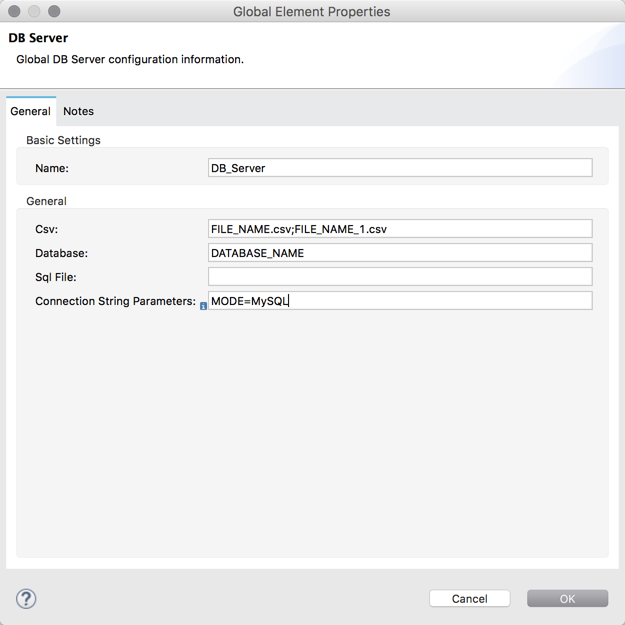 Global Element Properties
DB Server
Global DB Server configuration information.
General Notes
Basic Settings
Name: DB_Server
General
Csv: FILE_NAME.csv;FILE_NAME_1.csv
Database: DATABASE_NAME
Sql File:
Connection String Parameters: i MODE=MySQL
? Cancel OK